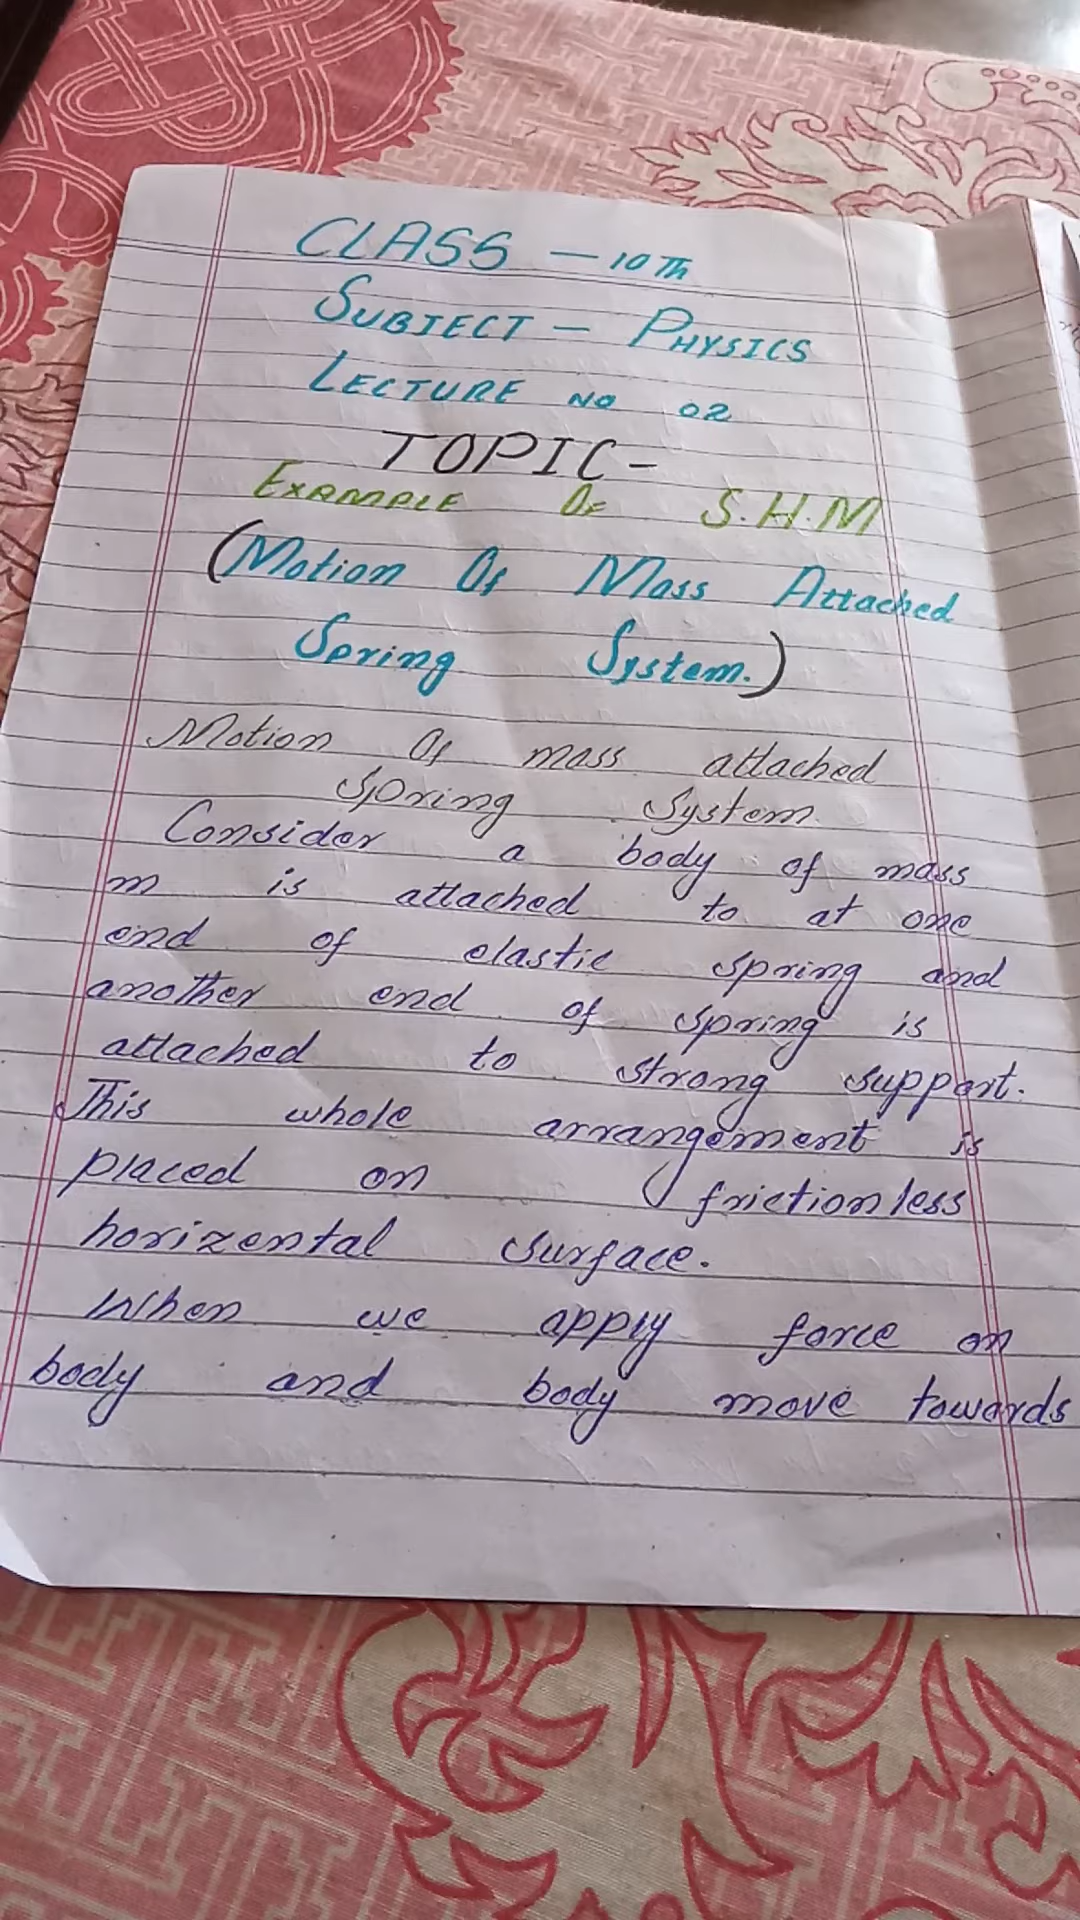 CLASS - 10Th
SUBJECT - PHYSICS
LECTURE NO 02
TOPIC-
EXAMPLE OF S.H.M
(Motion Of Mass Attached
Spring System.)
Motion Of mass attached
Spring System.
Consider a body of mass
m is attached to at one
end of elastic spring and
another end of spring is
attached to strong support.
This whole arrangement is
placed on frictionless
horizental surface.
When we apply force on
body and body move towards